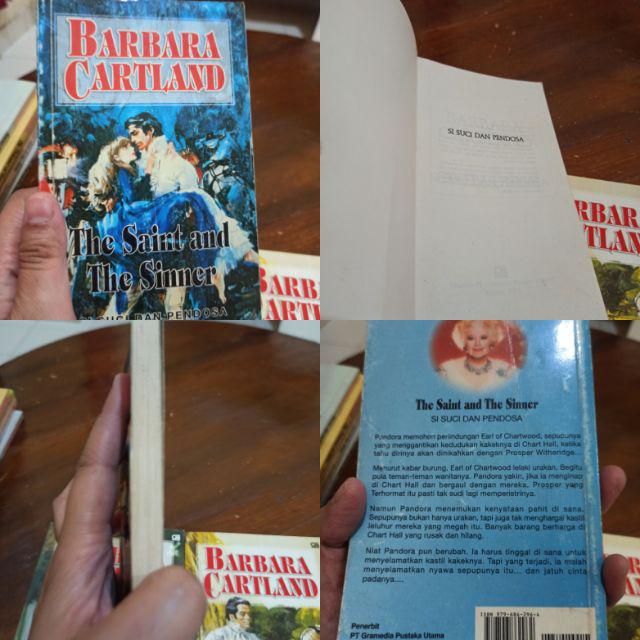 BARBARA
CARTLAND
The Saint and
The Sinner
SI SUCI DAN PENDOSA
SI SUCI DAN PENDOSA
BARBARA
CARTLAND
The Saint and The Sinner
SI SUCI DAN PENDOSA
Pandora memohon perlindungan Earl of Chartwood, sepupunya
yang menggantikan kedudukan kakeknya di Chart Hall, ketika
tahu dirinya akan dinikahkan dengan Prosper Witheridge.
Menurut kabar burung, Earl of Chartwood lelaki urakan. Begitu
pula teman-teman wanitanya. Pandora yakin, jika ia menginap
di Chart Hall dan bergaul dengan mereka, Prosper yang
Terhormat itu pasti tak sudi lagi memperistrinya.
Namun Pandora menemukan kenyataan pahit di sana.
Sepupunya bukan hanya urakan, tapi juga tak menghargai kastil
leluhur mereka yang megah itu. Banyak barang berharga di
Chart Hall yang rusak dan hilang.
Niat Pandora pun berubah. Ia harus tinggal di sana untuk
menyelamatkan kastil kakeknya. Tapi yang terjadi, ia malah
menyelamatkan nyawa sepupunya itu... dan jatuh cinta
padanya....
Penerbit
PT Gramedia Pustaka Utama